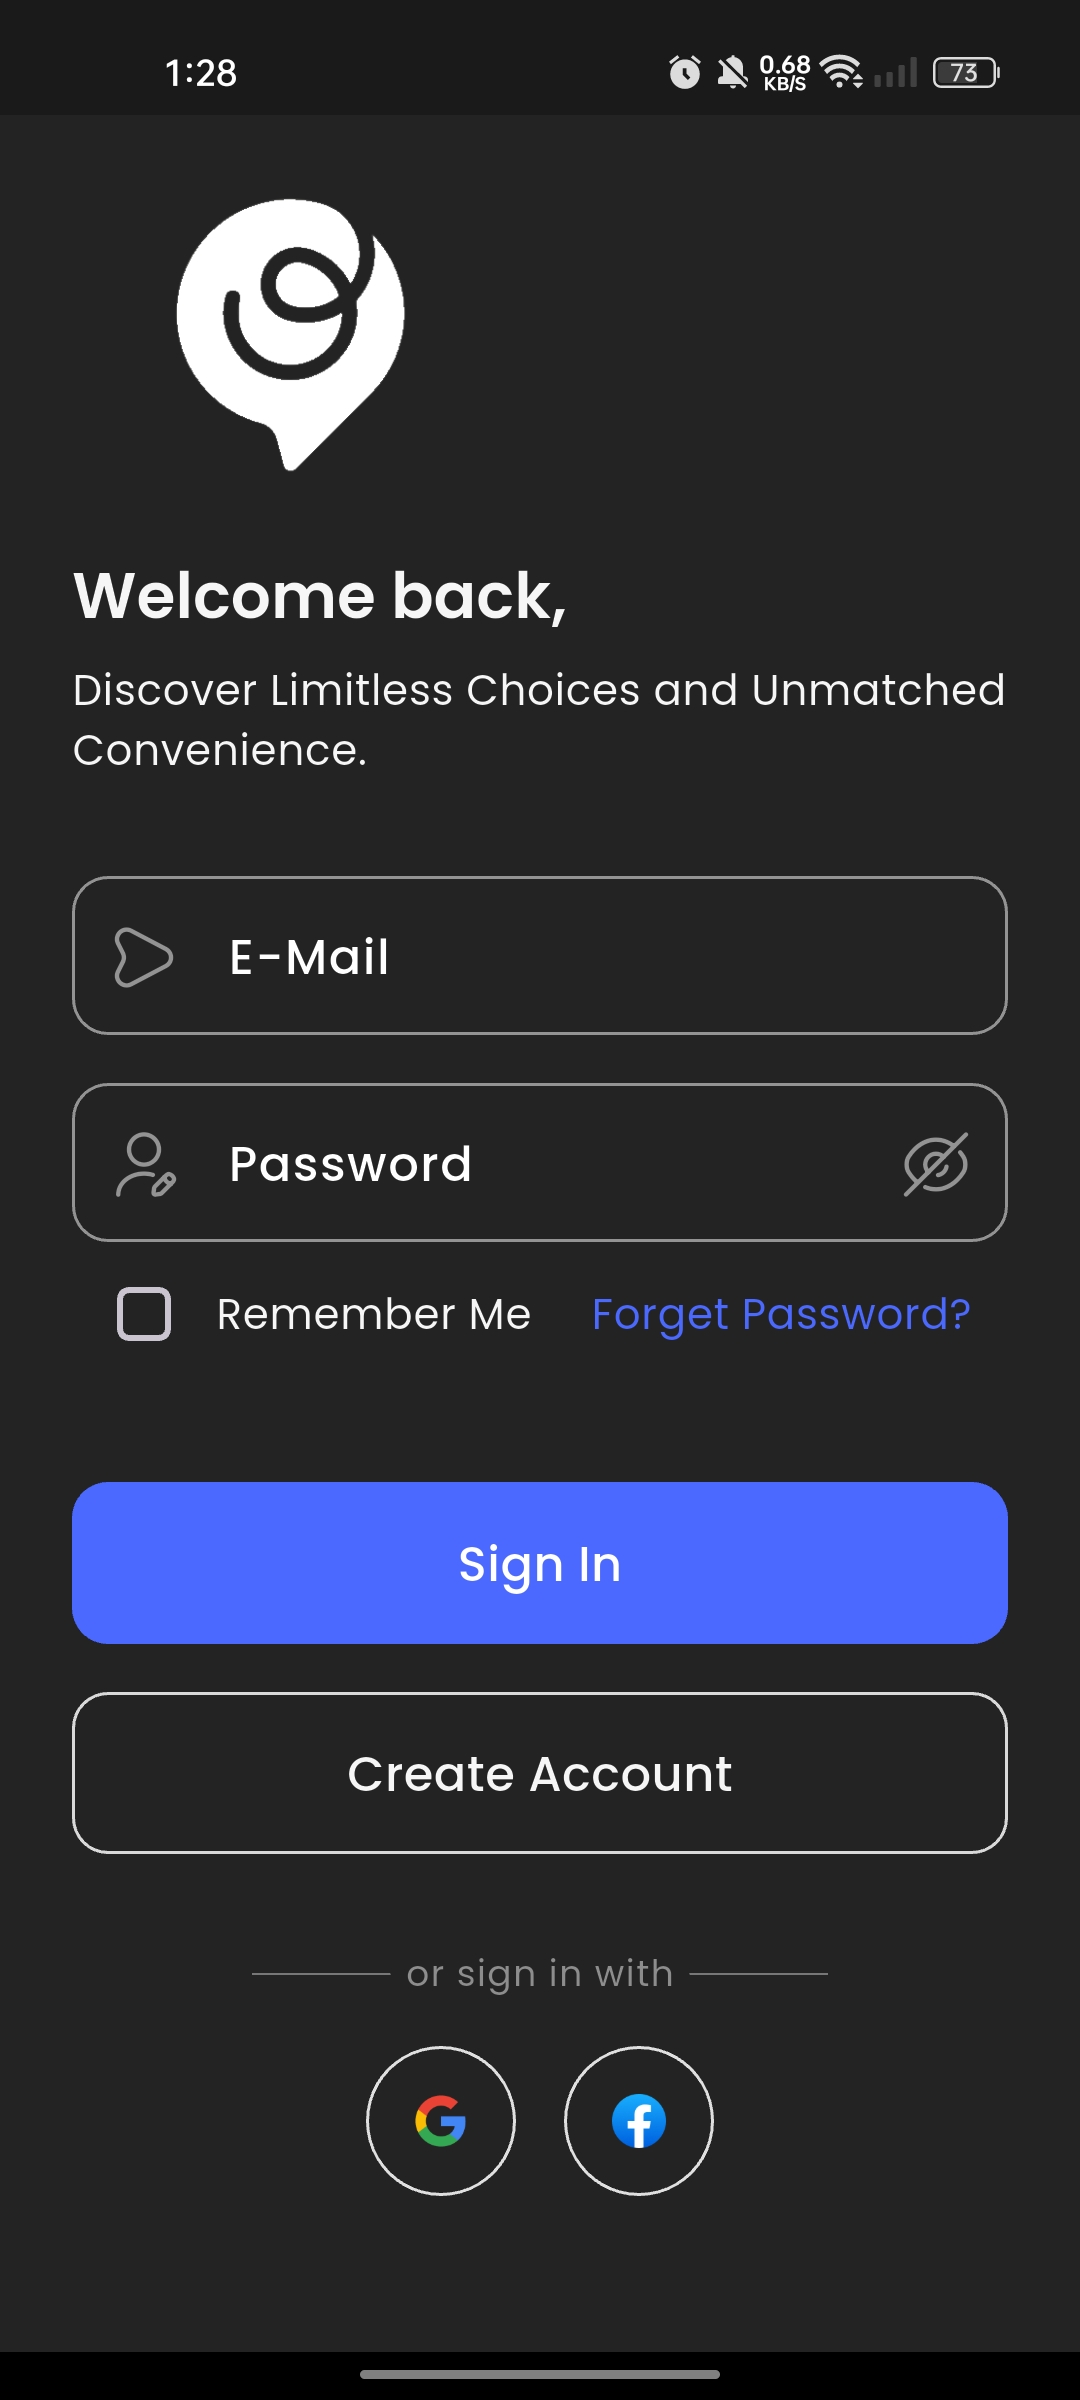 1:28
0.68
KB/S
73
Welcome back,
Discover Limitless Choices and Unmatched
Convenience.
E-Mail
Password
Remember Me Forget Password?
Sign In
Create Account
or sign in with